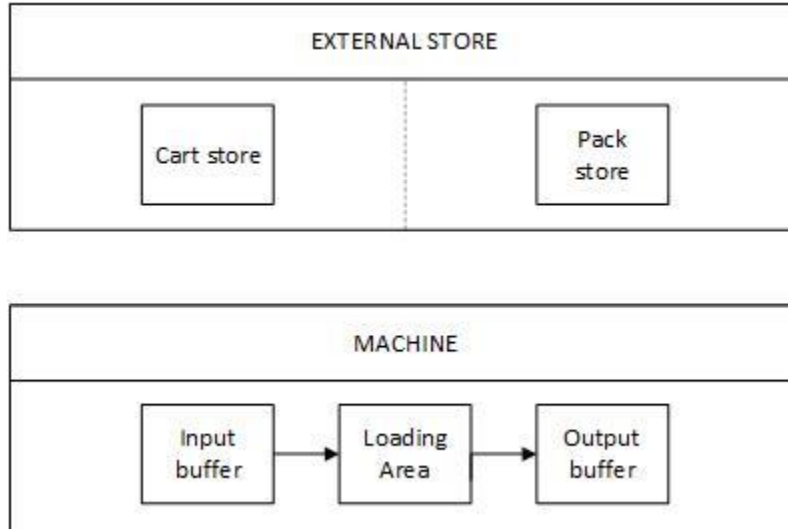 EXTERNAL STORE
Cart store
Pack
store
MACHINE
Input
buffer
Loading
Area
Output
buffer